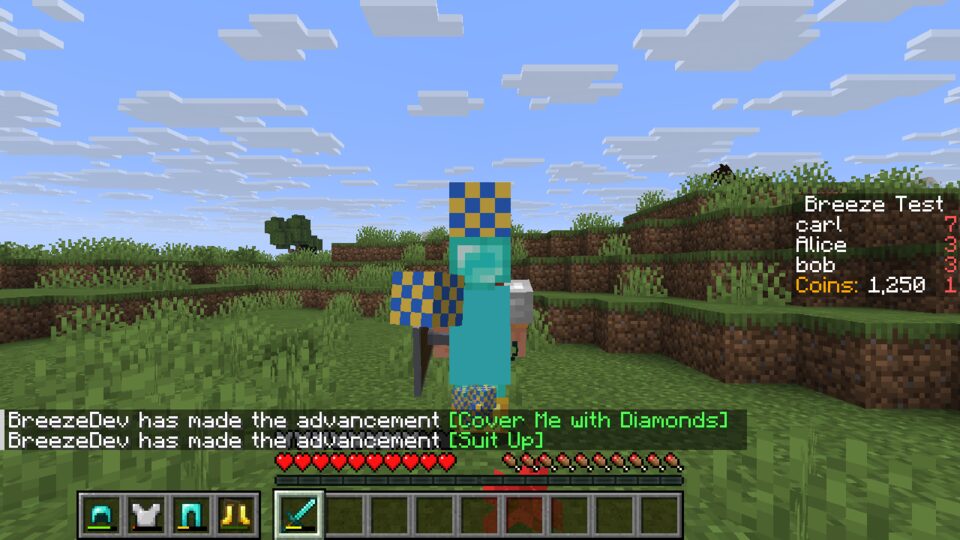 Breeze Test
carl 7
Alice 3
bob 3
Coins: 1,250 1
BreezeDev has made the advancement [Cover Me with Diamonds]
BreezeDev has made the advancement [Suit Up]